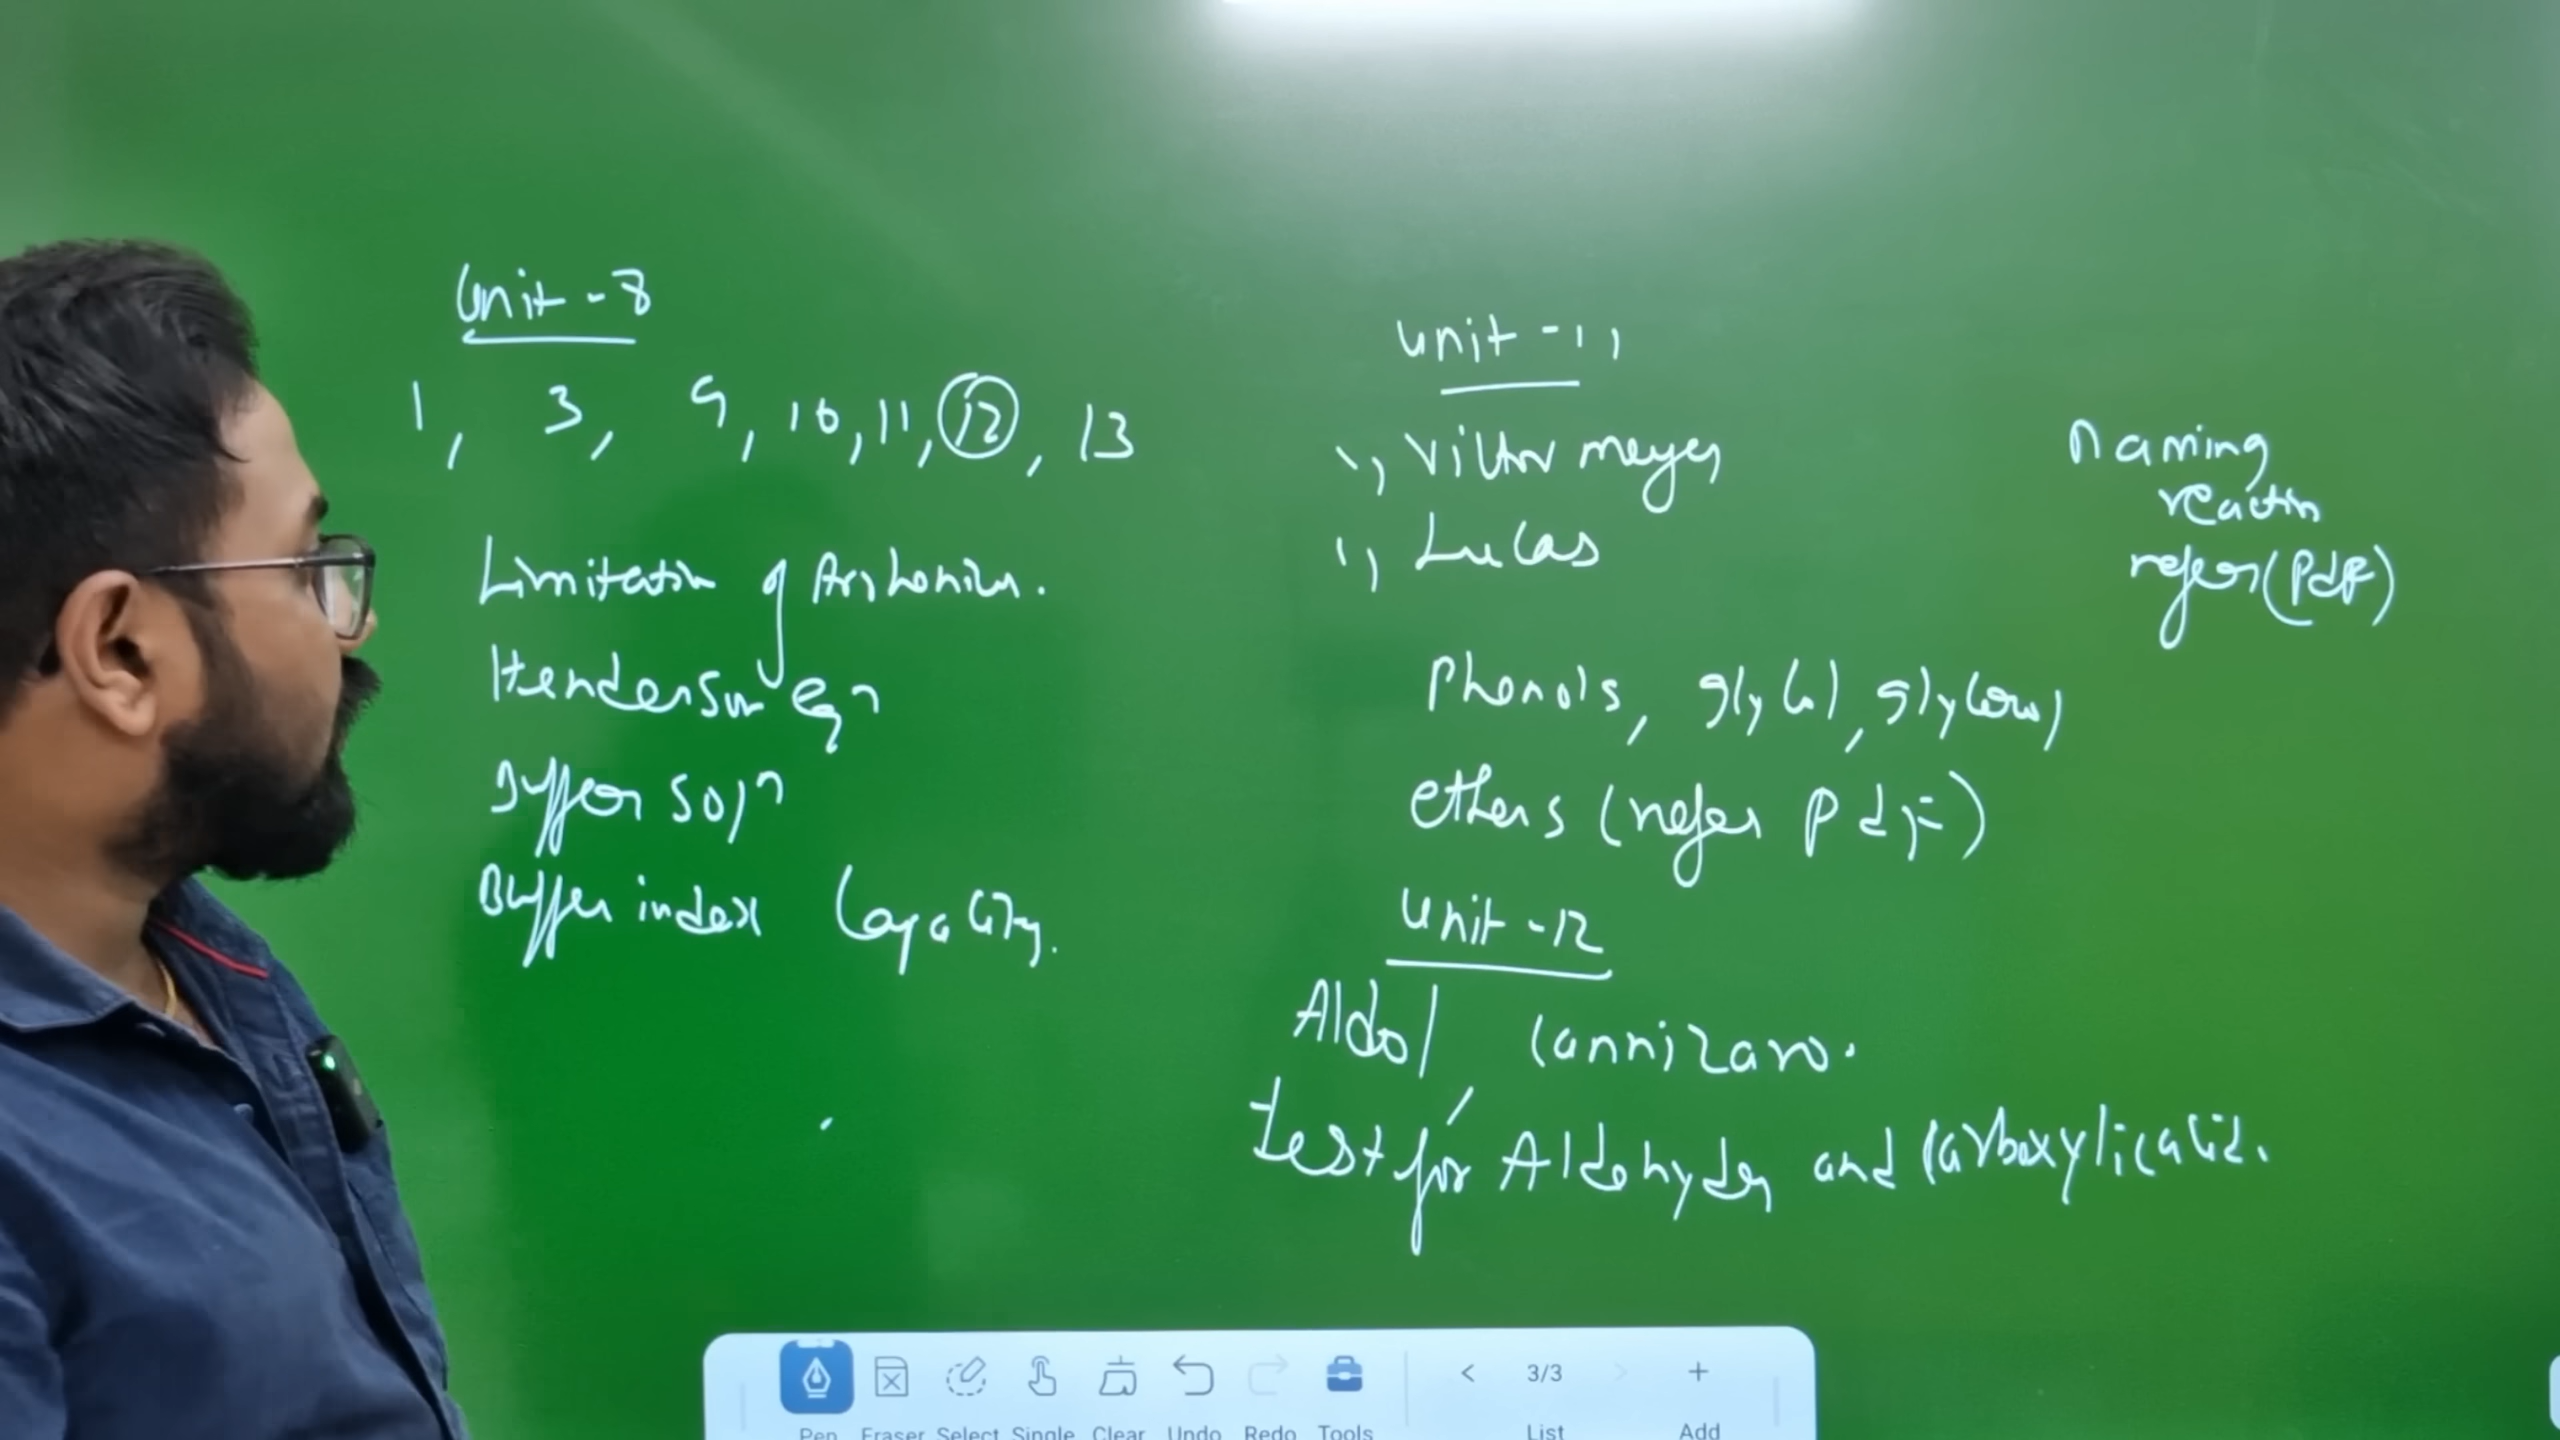 Unit - 8
1, 3, 9, 10, 11, 12, 13
Limitation of Arrhenius.
Henderson eqn
Buffer soln
Buffer index Capacity.
unit - 11
1, Victor meyer
1, Lucas
Phenols, glycol, glycerol
ethers (refer Pdf)
unit - 12
Aldol, Cannizaro.
test for Aldehyde and Carboxylic acid.
naming
reaction
refer (Pdf)
Pen Eraser Select Single Clear Undo Redo Tools
< 3/3 > +
List Add